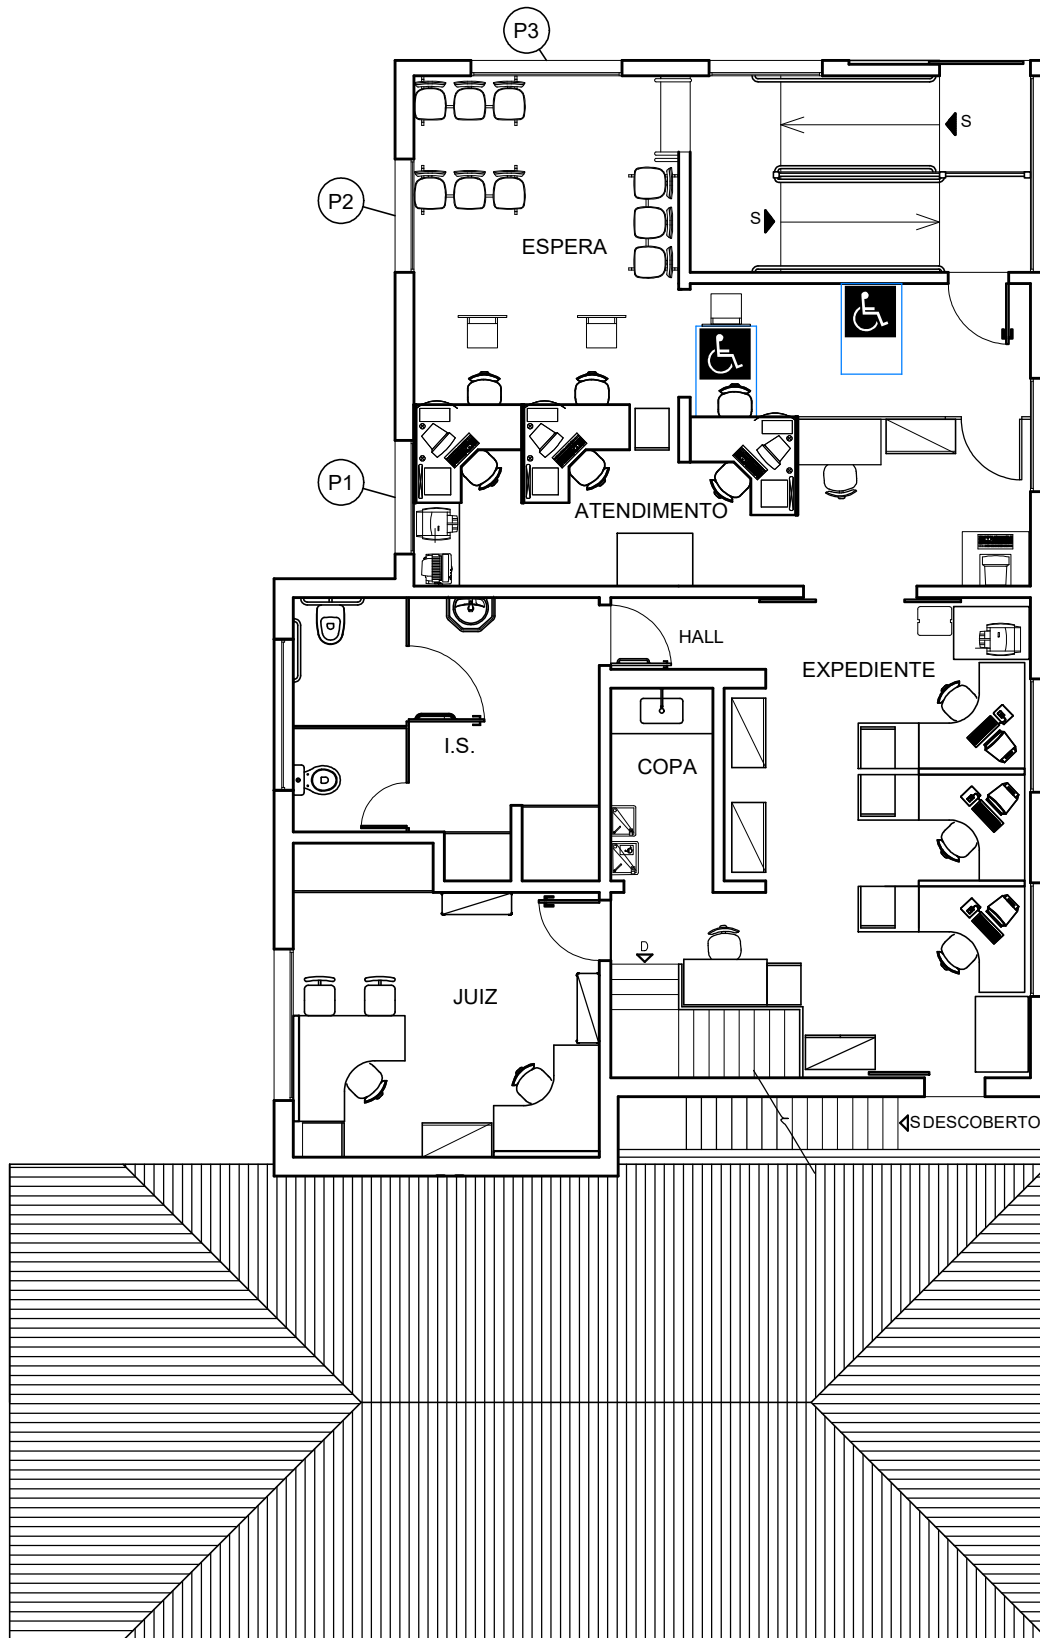 P3
S
P2
S
ESPERA
P1
ATENDIMENTO
HALL
EXPEDIENTE
I.S.
COPA
D
JUIZ
S DESCOBERTO